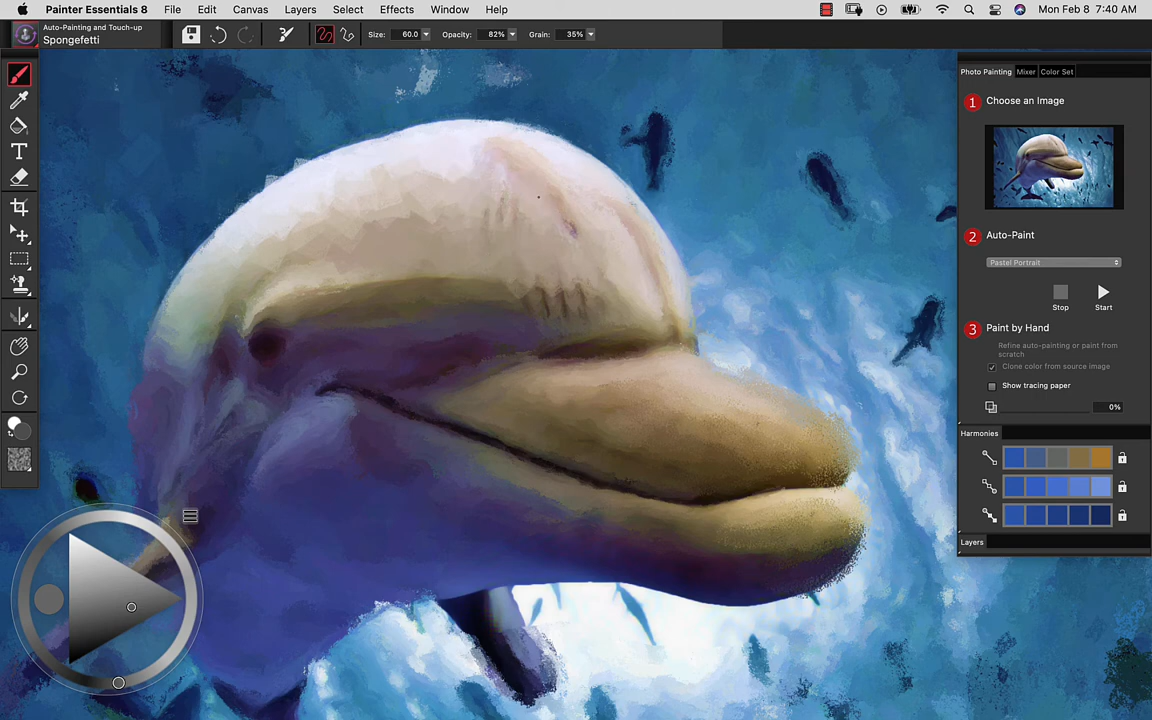 Painter Essentials 8 File Edit Canvas Layers Select Effects Window Help Mon Feb 8 7:40 AM
Auto-Painting and Touch-up
Spongefetti
Size: 60.0 Opacity: 82% Grain: 35%
Photo Painting Mixer Color Set
1 Choose an Image
2 Auto-Paint
Pastel Portrait
Stop Start
3 Paint by Hand
Refine auto-painting or paint from
scratch
Clone color from source image
Show tracing paper
0%
Harmonies
Layers